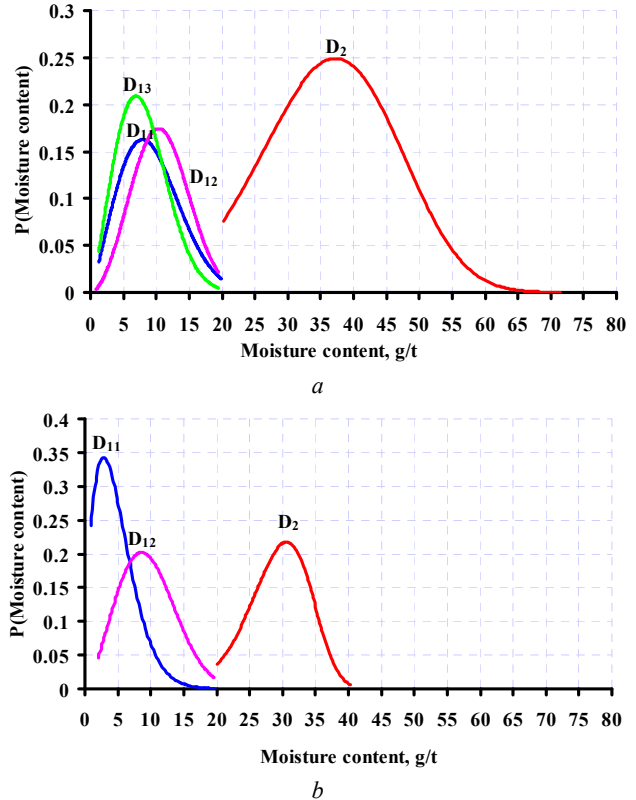 0.3
0.25
0.2
0.15
0.1
0.05
0
P(Moisture content)
D₂
D₁₃
D₁₁
D₁₂
0 5 10 15 20 25 30 35 40 45 50 55 60 65 70 75 80
Moisture content, g/t
a
0.4
0.35
0.3
0.25
0.2
0.15
0.1
0.05
0
P(Moisture content)
D₁₁
D₁₂
D₂
0 5 10 15 20 25 30 35 40 45 50 55 60 65 70 75 80
Moisture content, g/t
b